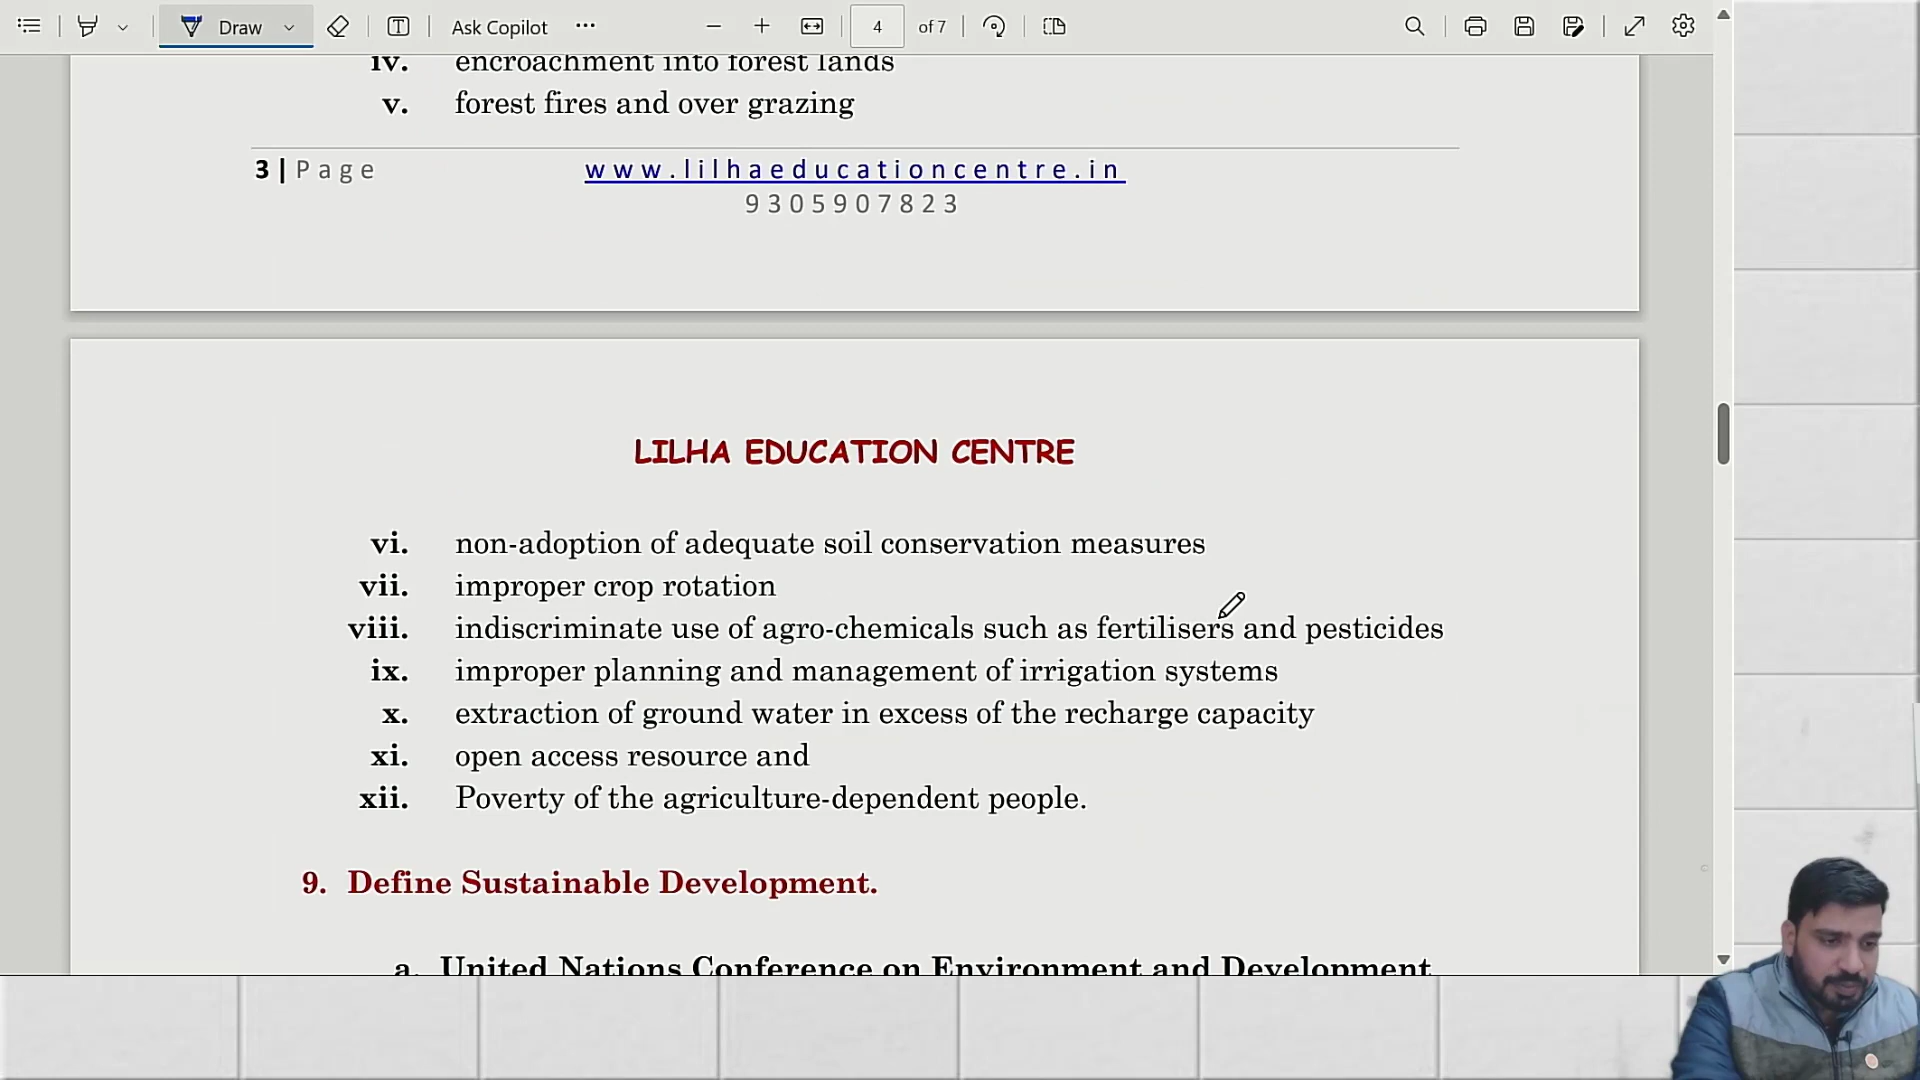 Draw
Ask Copilot
4 of 7
iv. encroachment into forest lands
v. forest fires and over grazing
3 | Page www.lilhaeducationcentre.in
9305907823
LILHA EDUCATION CENTRE
vi. non-adoption of adequate soil conservation measures
vii. improper crop rotation
viii. indiscriminate use of agro-chemicals such as fertilisers and pesticides
ix. improper planning and management of irrigation systems
x. extraction of ground water in excess of the recharge capacity
xi. open access resource and
xii. Poverty of the agriculture-dependent people.
9. Define Sustainable Development.
a. United Nations Conference on Environment and Development